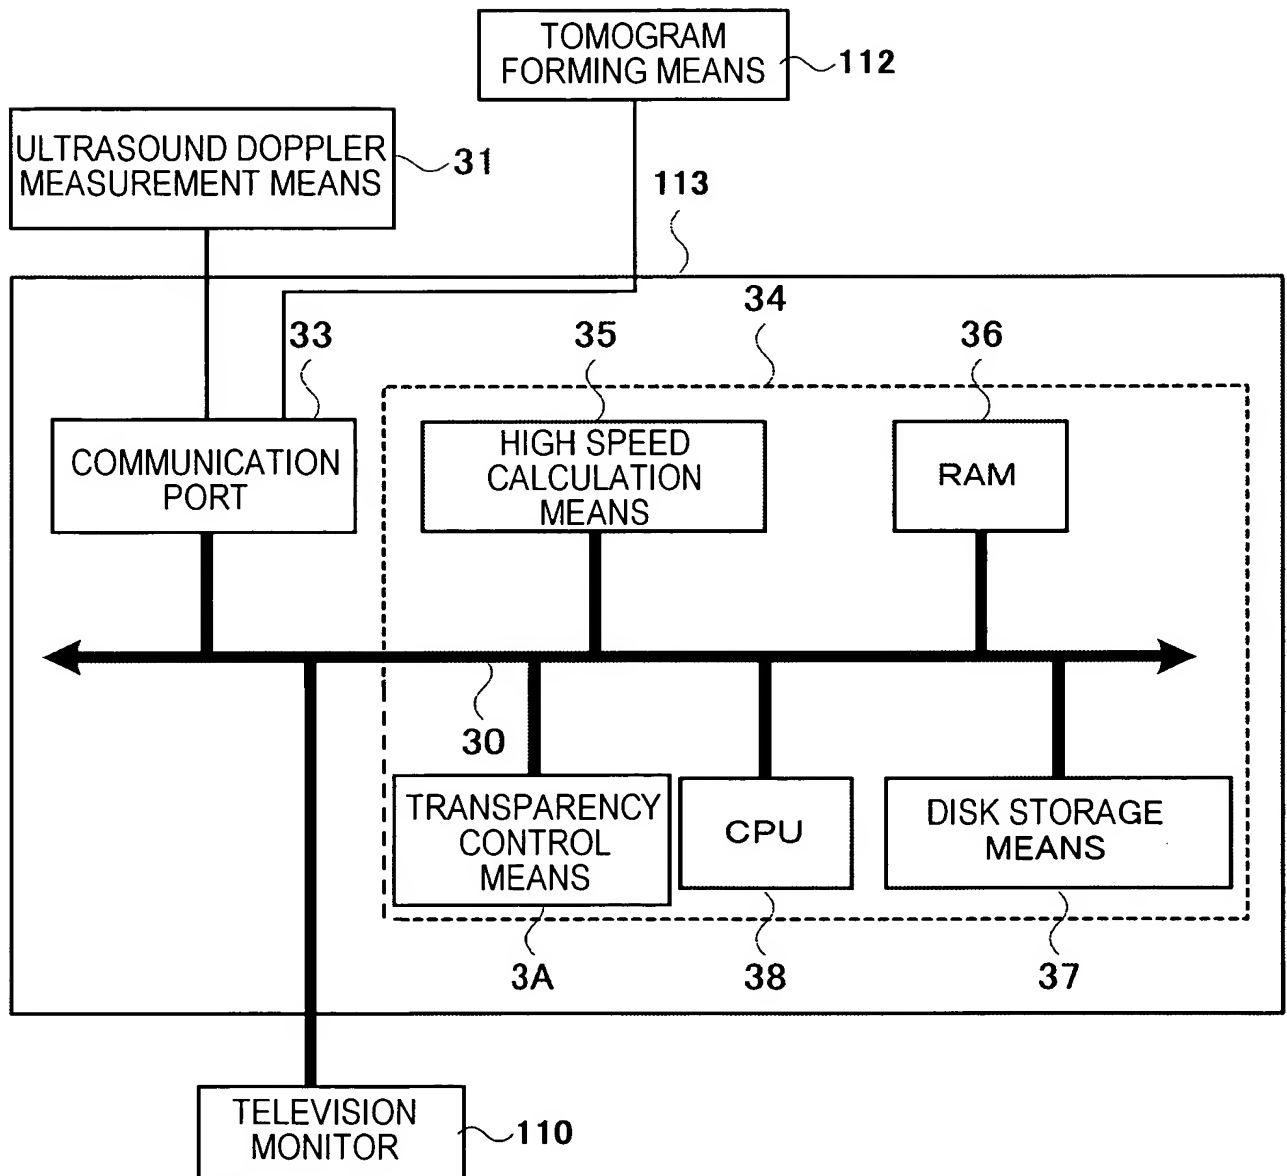 TOMOGRAM
FORMING MEANS
112
ULTRASOUND DOPPLER
MEASUREMENT MEANS
31
113
34
33
35
36
COMMUNICATION
PORT
HIGH SPEED
CALCULATION
MEANS
RAM
30
TRANSPARENCY
CONTROL
MEANS
CPU
DISK STORAGE
MEANS
3A
38
37
TELEVISION
MONITOR
110